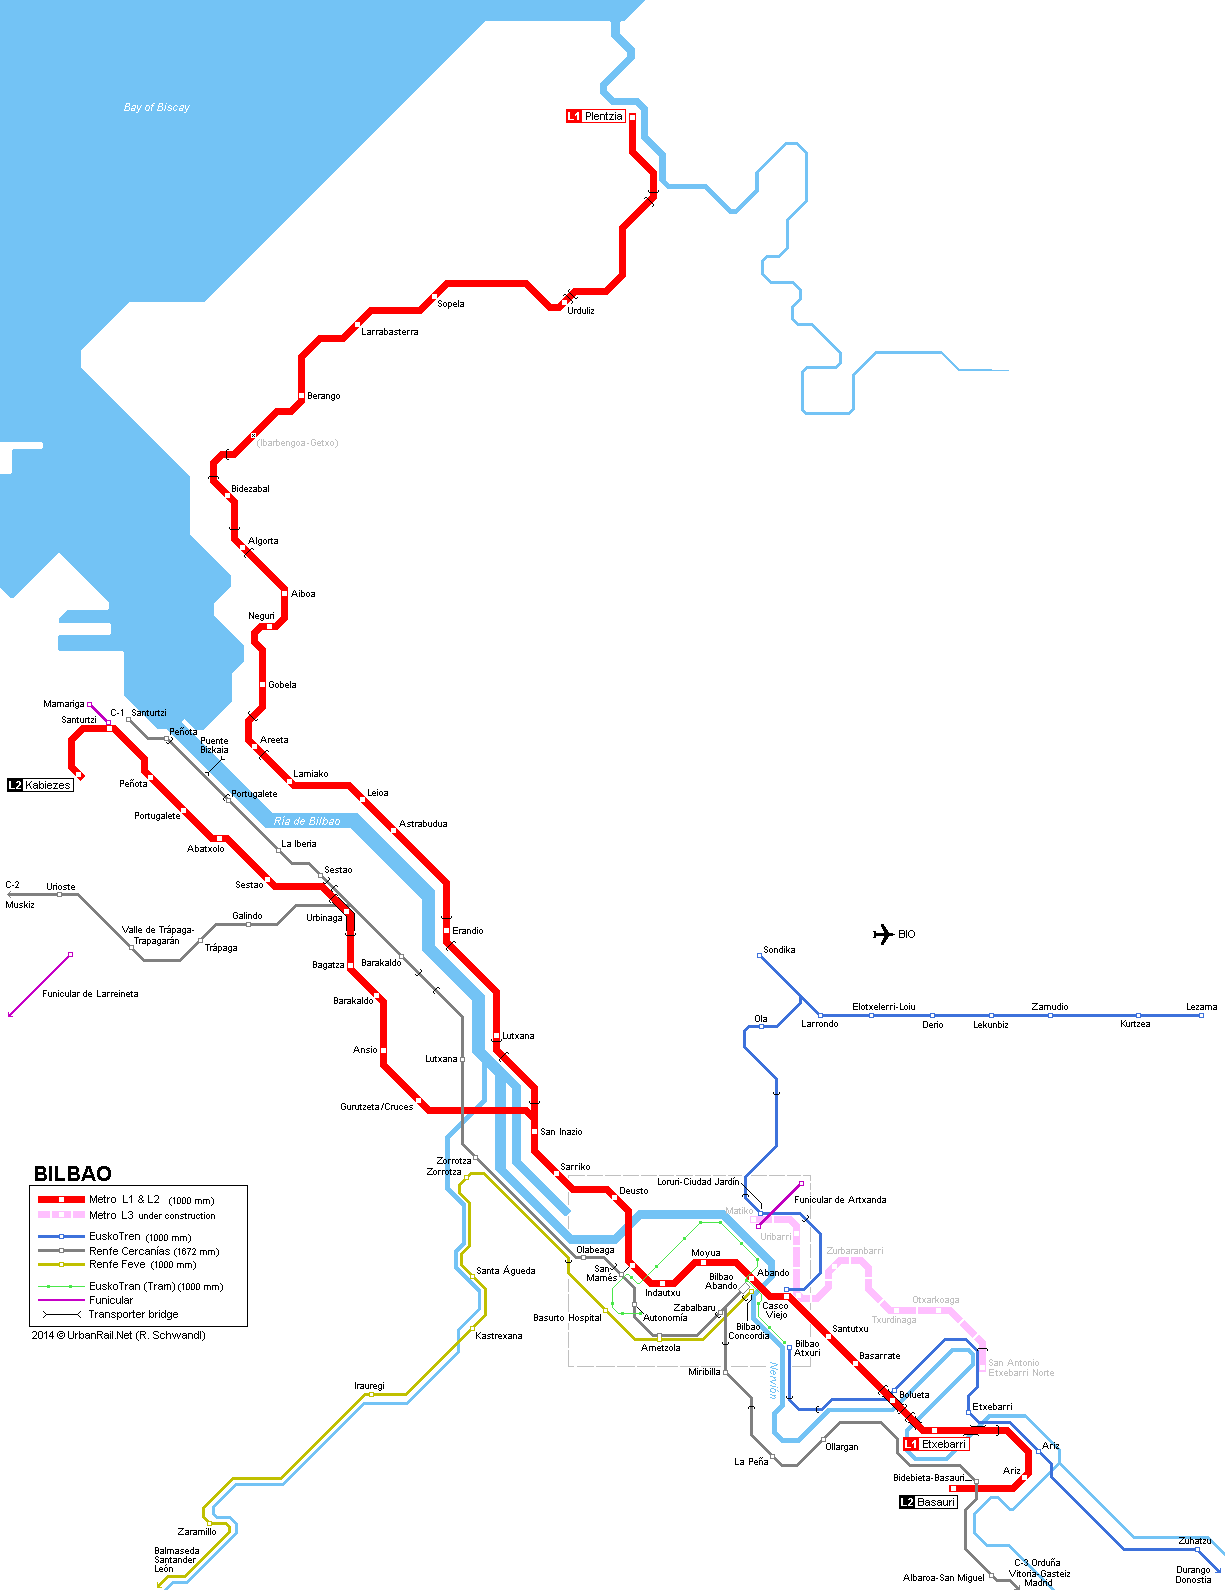 Bay of Biscay
L1 Plentzia
Sopela
Urduliz
Larrabasterra
Berango
(Ibarbengoa-Getxo)
Bidezabal
Algorta
Aiboa
Neguri
Gobela
Mamariga
Santurtzi
C-1 Santurtzi
Peñota
Puente
Bizkaia
Areeta
Lamiako
L2 Kabiezes
Peñota
Portugalete
Leioa
Portugalete
Ría de Bilbao
Astrabudua
Abatxolo
La Iberia
Sestao
Sestao
C-2
Muskiz
Urioste
Galindo
Urbinaga
Valle de Trápaga-
Trapagarán
Trápaga
Erandio
BIO
Sondika
Bagatza
Barakaldo
Funicular de Larreineta
Barakaldo
Elotxelerri-Loiu
Zamudio
Lezama
Ola
Larrondo
Derio
Lekunbiz
Kurtzea
Lutxana
Ansio
Lutxana
Gurutzeta/Cruces
San Inazio
Zorrotza
Zorrotza
Sarriko
Deusto
Loruri-Ciudad Jardín
Funicular de Artxanda
Matiko
Uribarri
Zurbaranbarri
Olabeaga
Moyua
San
Mamés
Santa Águeda
Bilbao
Abando
Abando
Indautxu
Otxarkoaga
Txurdinaga
Zabalbaru
Casco
Viejo
Basurto Hospital
Autonomía
Bilbao
Concordia
Santutxu
Kastrexana
Ametzola
Bilbao
Atxuri
Basarrate
San Antonio
Etxebarri Norte
Miribilla
Nervión
Irauregi
Bolueta
Etxebarri
L1 Etxebarri
Ollargan
Ariz
La Peña
Ariz
Bidebieta-Basauri
L2 Basauri
Zaramillo
Balmaseda
Santander
León
Zuhatzu
Durango
Donostia
Albaroa-San Miguel
C-3 Orduña
Vitoria-Gasteiz
Madrid
BILBAO
Metro L1 & L2 (1000 mm)
Metro L3 under construction
EuskoTren (1000 mm)
Renfe Cercanías (1672 mm)
Renfe Feve (1000 mm)
EuskoTran (Tram) (1000 mm)
Funicular
Transporter bridge
2014 © UrbanRail.Net (R. Schwandl)